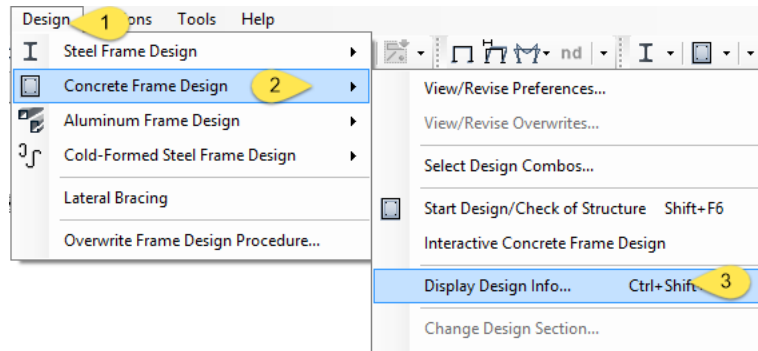 Design
1
ons
Tools
Help
Steel Frame Design
nd
Concrete Frame Design
2
View/Revise Preferences...
Aluminum Frame Design
View/Revise Overwrites...
Cold-Formed Steel Frame Design
Select Design Combos...
Lateral Bracing
Start Design/Check of Structure Shift+F6
Overwrite Frame Design Procedure...
Interactive Concrete Frame Design
Display Design Info... Ctrl+Shift
3
Change Design Section...